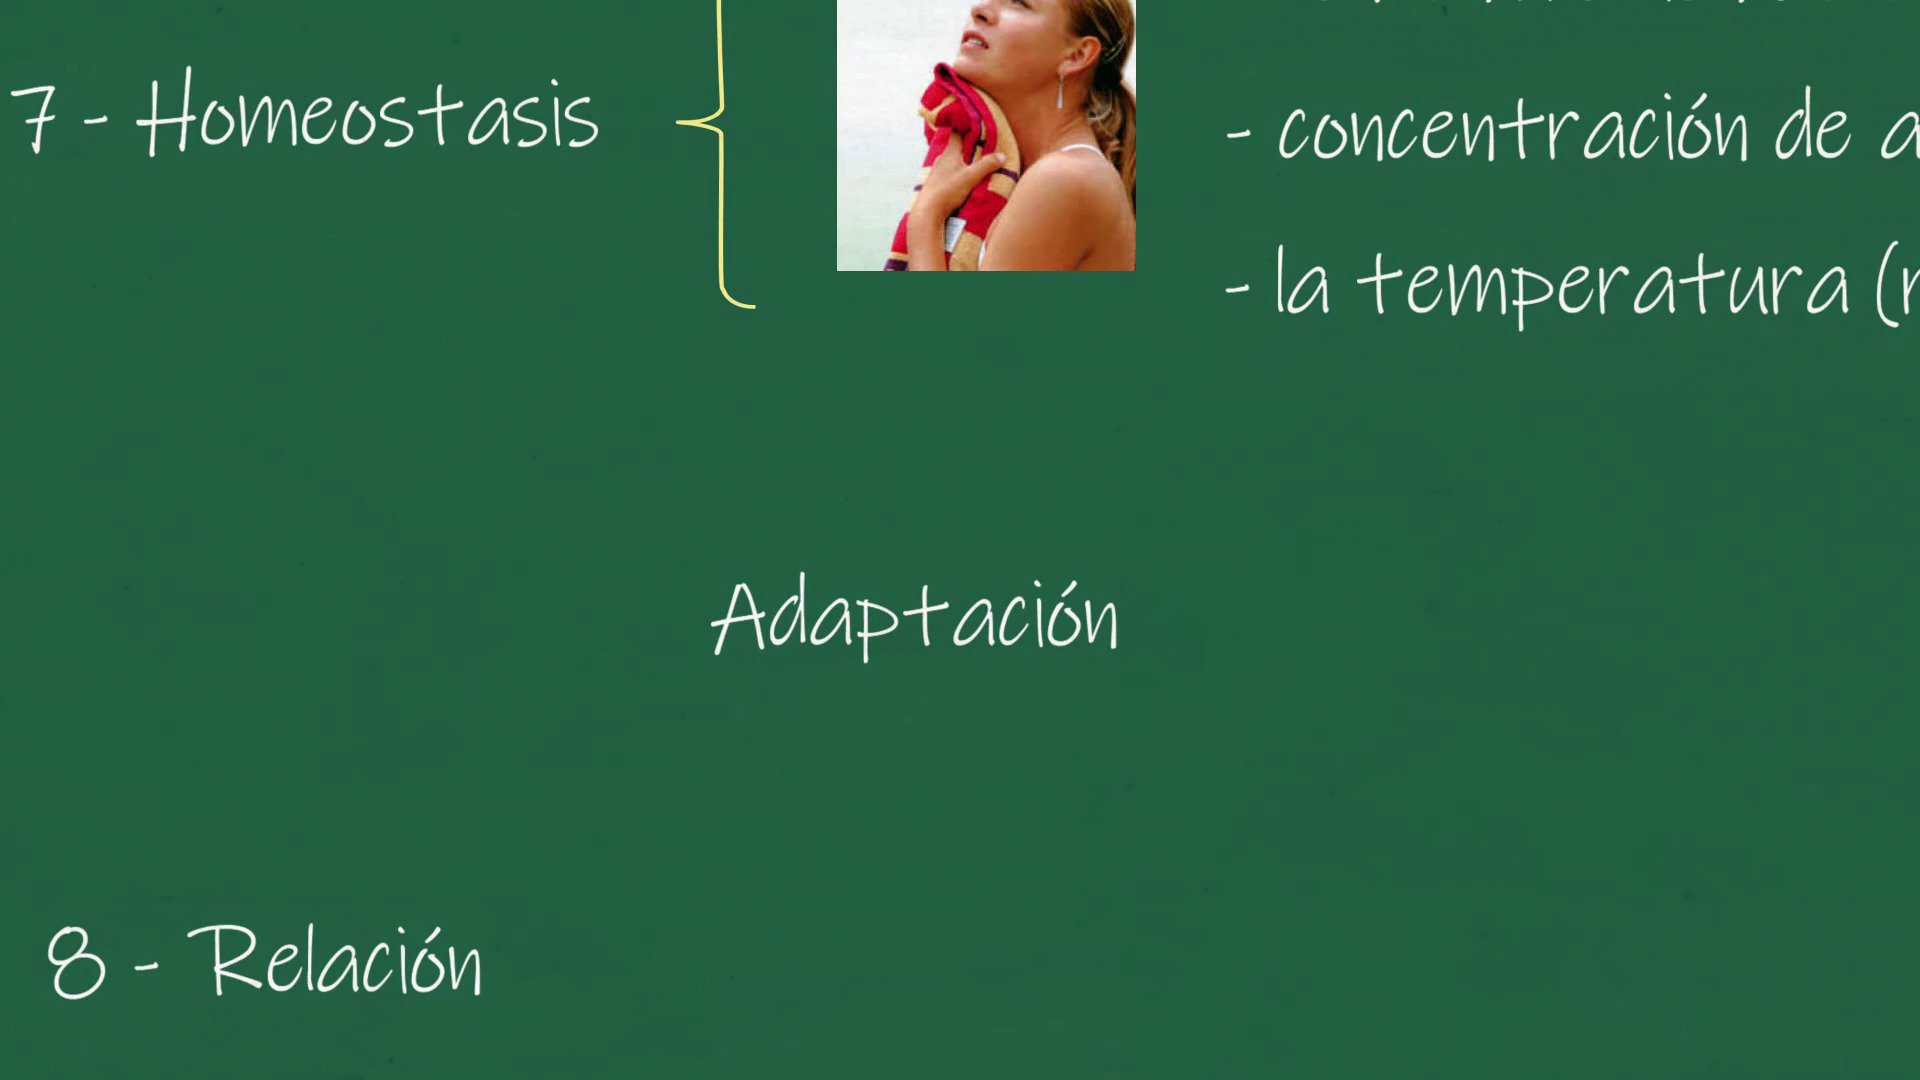 7 - Homeostasis
- concentración de
- la temperatura
Adaptación
8 - Relación